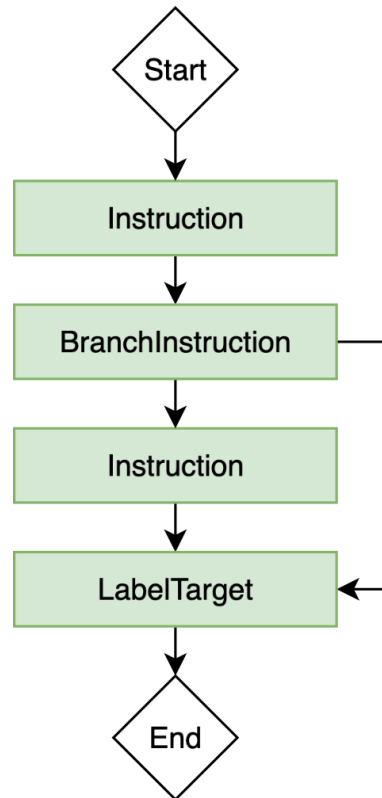 Start
Instruction
BranchInstruction
Instruction
LabelTarget
End